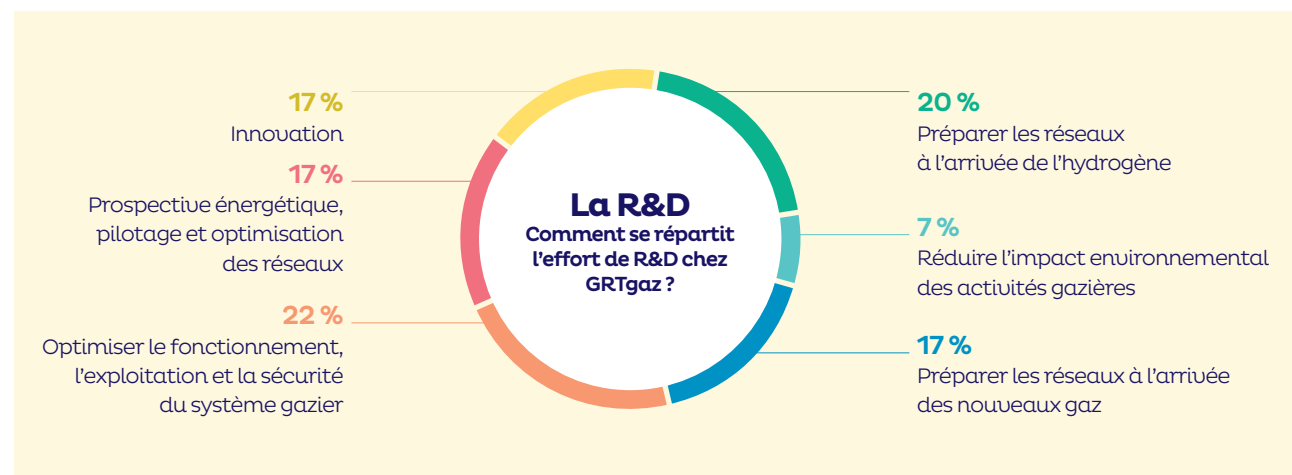 La R&D
Comment se répartit
l'effort de R&D chez
GRTgaz ?
17 %
Innovation
17 %
Prospective énergétique,
pilotage et optimisation
des réseaux
22 %
Optimiser le fonctionnement,
l'exploitation et la sécurité
du système gazier
20 %
Préparer les réseaux
à l'arrivée de l'hydrogène
7 %
Réduire l'impact environnemental
des activités gazières
17 %
Préparer les réseaux à l'arrivée
des nouveaux gaz